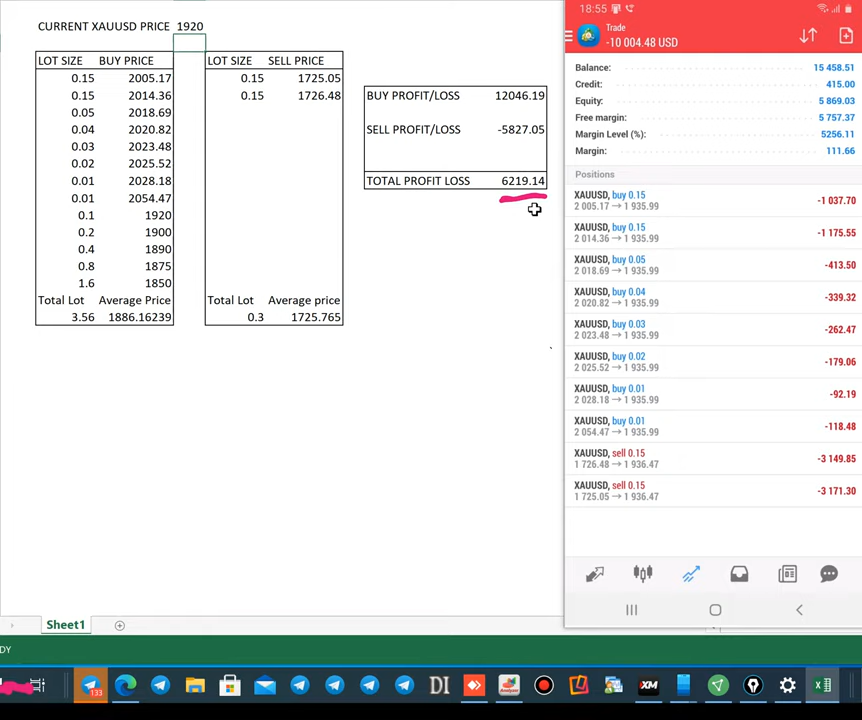 CURRENT XAUUSD PRICE 1920
LOT SIZE BUY PRICE
0.15 2005.17
0.15 2014.36
0.05 2018.69
0.04 2020.82
0.03 2023.48
0.02 2025.52
0.01 2028.18
0.01 2054.47
0.1 1920
0.2 1900
0.4 1890
0.8 1875
1.6 1850
Total Lot Average Price
3.56 1886.16239
LOT SIZE SELL PRICE
0.15 1725.05
0.15 1726.48
Total Lot Average price
0.3 1725.765
BUY PROFIT/LOSS 12046.19
SELL PROFIT/LOSS -5827.05
TOTAL PROFIT LOSS 6219.14
18:55
Trade
-10 004.48 USD
Balance: 15 458.51
Credit: 415.00
Equity: 5 869.03
Free margin: 5 757.37
Margin Level (%): 5256.11
Margin: 111.66
Positions
XAUUSD, buy 0.15
2 005.17 → 1 935.99 -1 037.70
XAUUSD, buy 0.15
2 014.36 → 1 935.99 -1 175.55
XAUUSD, buy 0.05
2 018.69 → 1 935.99 -413.50
XAUUSD, buy 0.04
2 020.82 → 1 935.99 -339.32
XAUUSD, buy 0.03
2 023.48 → 1 935.99 -262.47
XAUUSD, buy 0.02
2 025.52 → 1 935.99 -179.06
XAUUSD, buy 0.01
2 028.18 → 1 935.99 -92.19
XAUUSD, buy 0.01
2 054.47 → 1 935.99 -118.48
XAUUSD, sell 0.15
1 726.48 → 1 936.47 -3 149.85
XAUUSD, sell 0.15
1 725.05 → 1 936.47 -3 171.30
Sheet1
DY
133
DI
XM